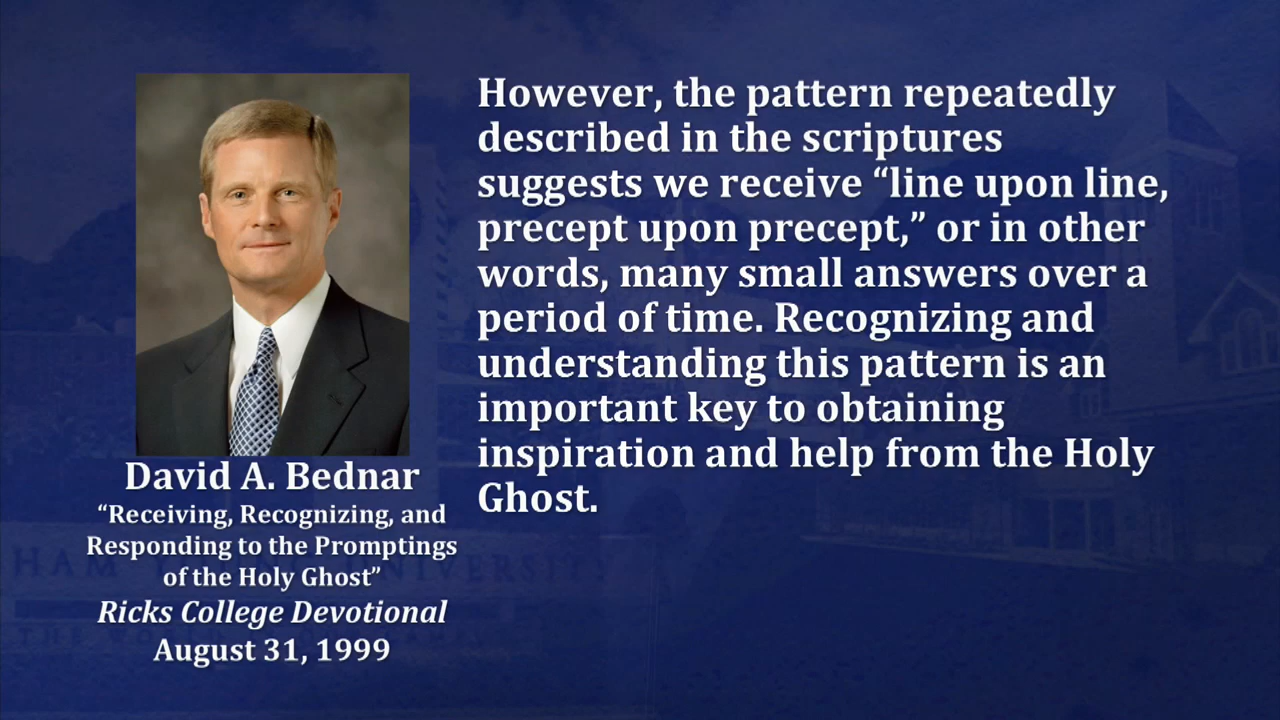 However, the pattern repeatedly
described in the scriptures
suggests we receive “line upon line,
precept upon precept,” or in other
words, many small answers over a
period of time. Recognizing and
understanding this pattern is an
important key to obtaining
inspiration and help from the Holy
Ghost.
David A. Bednar
“Receiving, Recognizing, and
Responding to the Promptings
of the Holy Ghost”
Ricks College Devotional
August 31, 1999